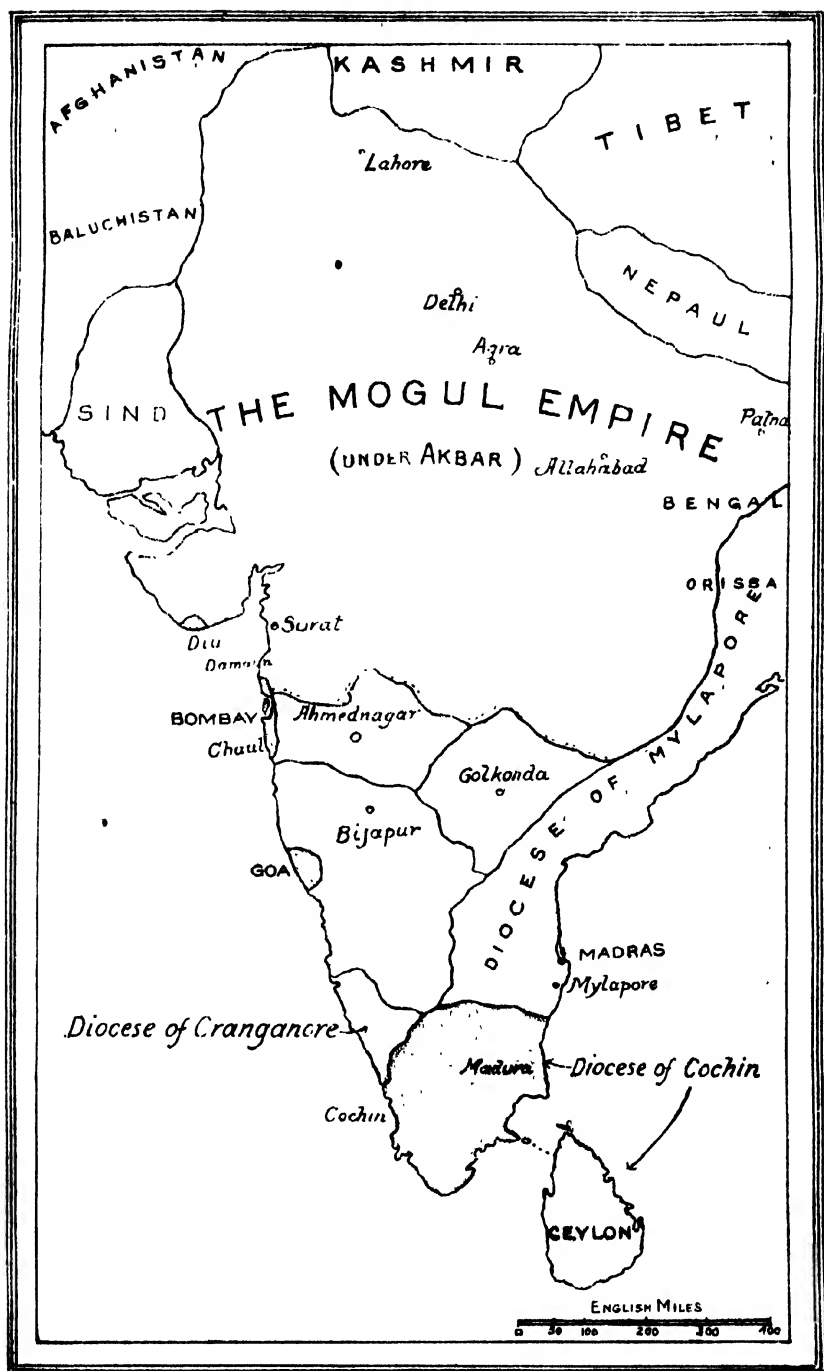 AFGHANISTAN
KASHMIR
TIBET
Lahore
BALUCHISTAN
NEPAUL
Delhi
Agra
SIND
THE MOGUL EMPIRE
(UNDER AKBAR)
Patna
Allahabad
BENGAL
ORISSA
Surat
Diu
Damaun
BOMBAY
Ahmednagar
Chaul
Golkonda
DIOCESE OF MYLAPORE
Bijapur
GOA
MADRAS
Mylapore
Diocese of Cranganore
Madura
Diocese of Cochin
Cochin
CEYLON
ENGLISH MILES
0 50 100 200 300 400